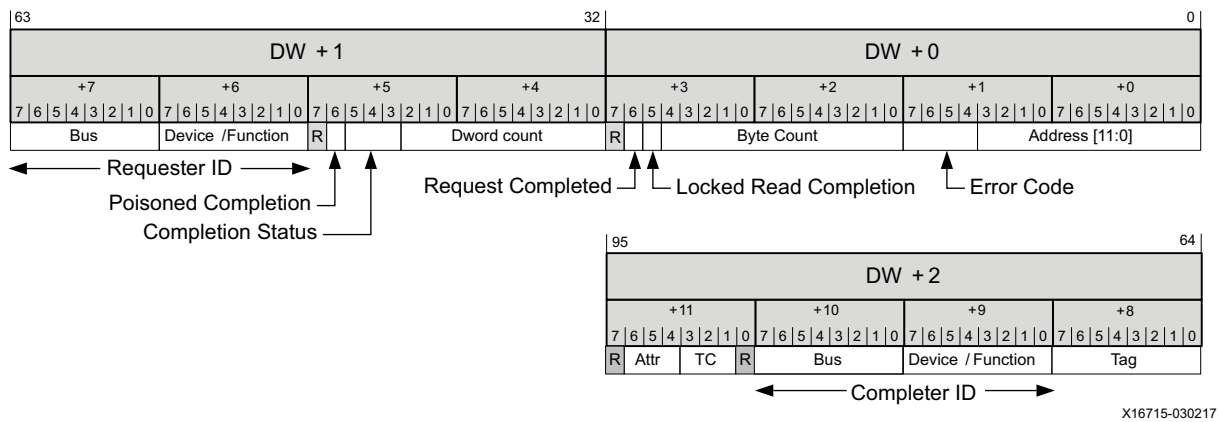 63 32 0
DW +1 DW +0
+7 +6 +5 +4 +3 +2 +1 +0
7 6 5 4 3 2 1 0 7 6 5 4 3 2 1 0 7 6 5 4 3 2 1 0 7 6 5 4 3 2 1 0 7 6 5 4 3 2 1 0 7 6 5 4 3 2 1 0 7 6 5 4 3 2 1 0 7 6 5 4 3 2 1 0
Bus Device /Function R Dword count R Byte Count Address [11:0]
Requester ID Request Completed Locked Read Completion Error Code
Poisoned Completion
Completion Status
95 64
DW +2
+11 +10 +9 +8
7 6 5 4 3 2 1 0 7 6 5 4 3 2 1 0 7 6 5 4 3 2 1 0 7 6 5 4 3 2 1 0
R Attr TC R Bus Device / Function Tag
Completer ID
X16715-030217